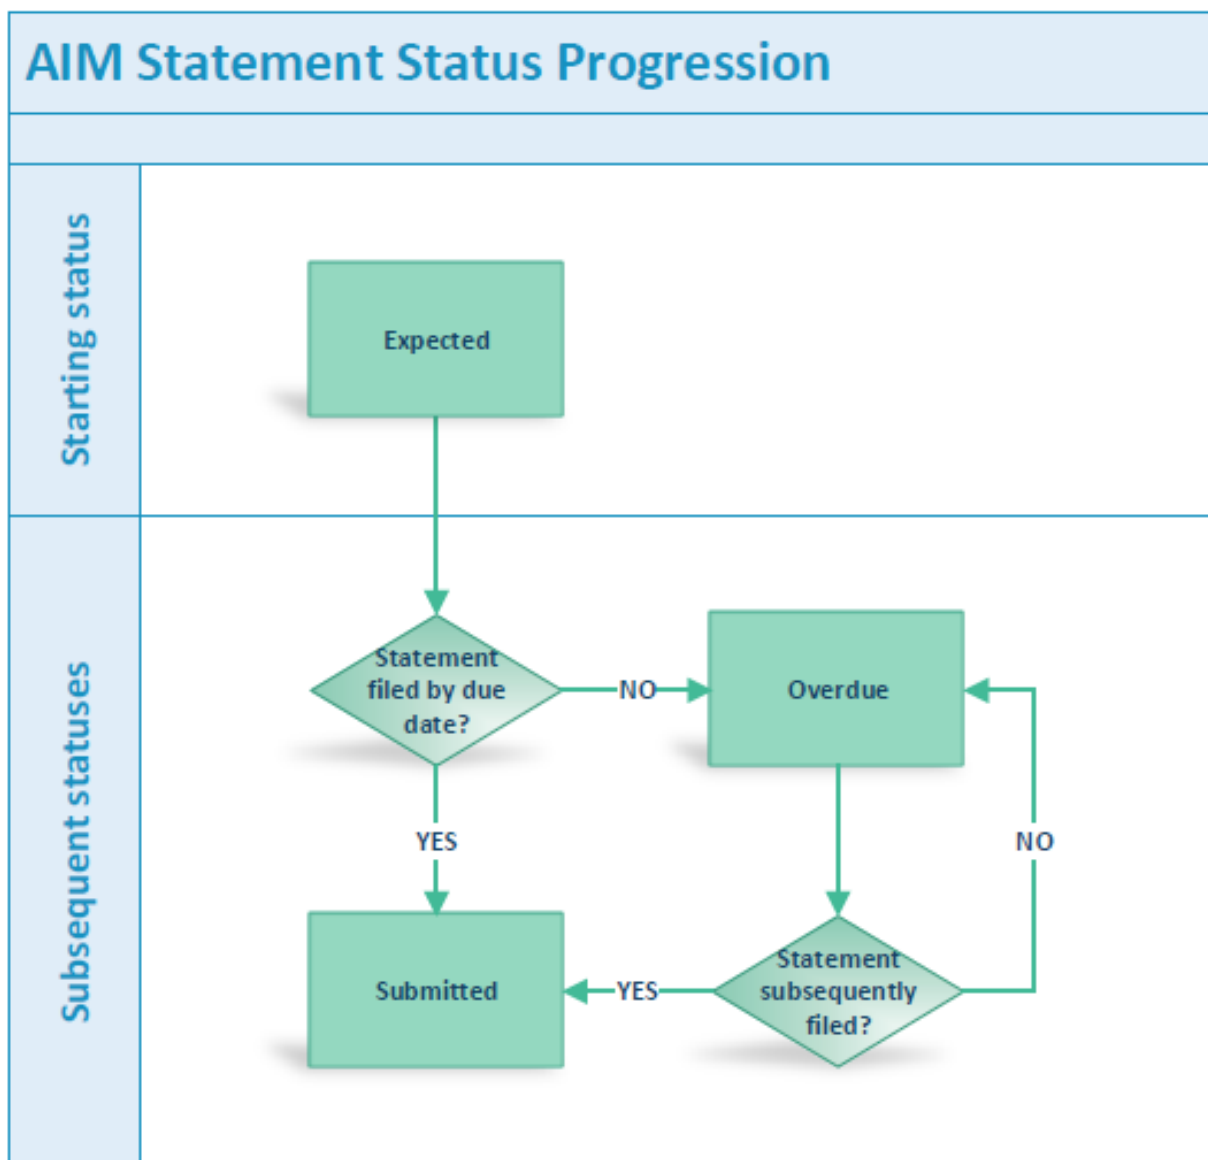 AIM Statement Status Progression
Starting status
Expected
Subsequent statuses
Statement
filed by due
date?
NO
Overdue
YES
NO
Submitted
YES
Statement
subsequently
filed?